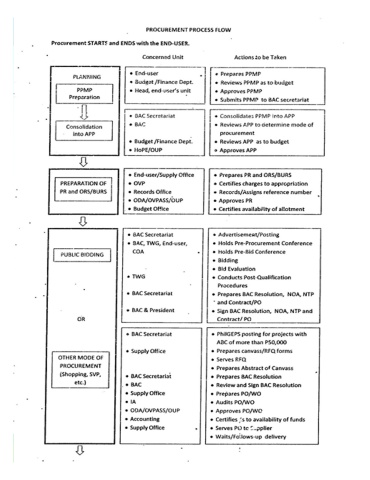 PROCUREMENT PROCESS FLOW
Procurement STARTS and ENDS with the END-USER.
Concerned Unit
Actions to be Taken
PLANNING
PPMP
Preparation
• End-user
• Budget /Finance Dept.
• Head, end-user's unit
• Prepares PPMP
• Reviews PPMP as to budget
• Approves PPMP
• Submits PPMP to BAC secretariat
Consolidation
into APP
• BAC Secretariat
• BAC
• Budget /Finance Dept.
• HoPE/OUP
• Consolidates PPMP into APP
• Reviews APP to determine mode of
procurement
• Reviews APP as to budget
• Approves APP
PREPARATION OF
PR and ORS/BURS
• End-user/Supply Office
• OVP
• Records Office
• ODA/OVPASS/OUP
• Budget Office
• Prepares PR and ORS/BURS
• Certifies charges to appropriation
• Records/Assigns reference number
• Approves PR
• Certifies availability of allotment
PUBLIC BIDDING
OR
• BAC Secretariat
• BAC, TWG, End-user,
COA
• TWG
• BAC Secretariat
• BAC & President
• Advertisement/Posting
• Holds Pre-Procurement Conference
• Holds Pre-Bid Conference
• Bidding
• Bid Evaluation
• Conducts Post-Qualification
Procedures
• Prepares BAC Resolution, NOA, NTP
and Contract/PO
• Sign BAC Resolution, NOA, NTP and
Contract/ PO
OTHER MODE OF
PROCUREMENT
(Shopping, SVP,
etc.)
• BAC Secretariat
• Supply Office
• BAC Secretariat
• BAC
• Supply Office
• IA
• ODA/OVPASS/OUP
• Accounting
• Supply Office
• PhilGEPS posting for projects with
ABC of more than P50,000
• Prepares canvass/RFQ forms
• Serves RFQ
• Prepares Abstract of Canvass
• Prepares BAC Resolution
• Review and Sign BAC Resolution
• Prepares PO/WO
• Audits PO/WO
• Approves PO/WO
• Certifies as to availability of funds
• Serves PO to Supplier
• Waits/Follows-up delivery